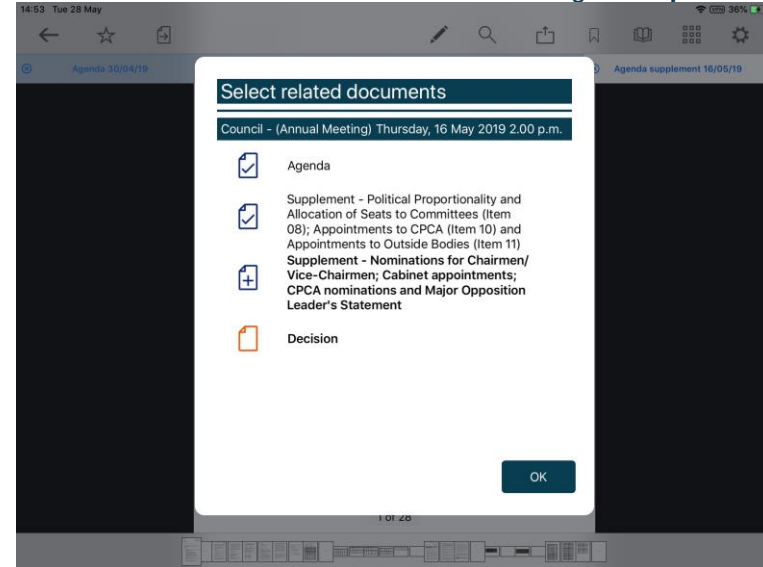 14:53 Tue 28 May
36%
Agenda 30/04/19
Agenda supplement 16/05/19
Select related documents
Council - (Annual Meeting) Thursday, 16 May 2019 2.00 p.m.
Agenda
Supplement - Political Proportionality and
Allocation of Seats to Committees (Item
08); Appointments to CPCA (Item 10) and
Appointments to Outside Bodies (Item 11)
Supplement - Nominations for Chairmen/
Vice-Chairmen; Cabinet appointments;
CPCA nominations and Major Opposition
Leader's Statement
Decision
OK
1 of 28